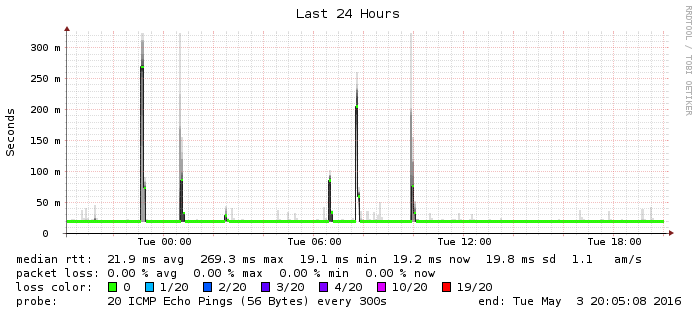 Last 24 Hours
RRDTOOL / TOBI OETIKER
Seconds
300 m
250 m
200 m
150 m
100 m
50 m
0
Tue 00:00 Tue 06:00 Tue 12:00 Tue 18:00
median rtt: 21.9 ms avg 269.3 ms max 19.1 ms min 19.2 ms now 19.8 ms sd 1.1 am/s
packet loss: 0.00 % avg 0.00 % max 0.00 % min 0.00 % now
loss color: 0 1/20 2/20 3/20 4/20 10/20 19/20
probe: 20 ICMP Echo Pings (56 Bytes) every 300s end: Tue May 3 20:05:08 2016